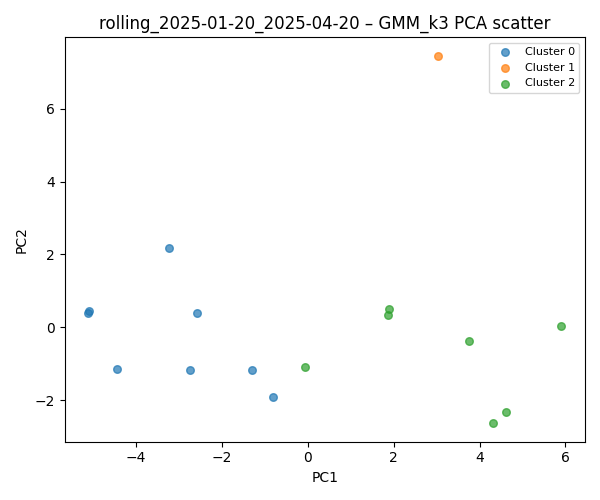 rolling_2025-01-20_2025-04-20 – GMM_k3 PCA scatter
Cluster 0
Cluster 1
Cluster 2
6
4
2
0
−2
PC2
−4
−2
0
2
4
6
PC1